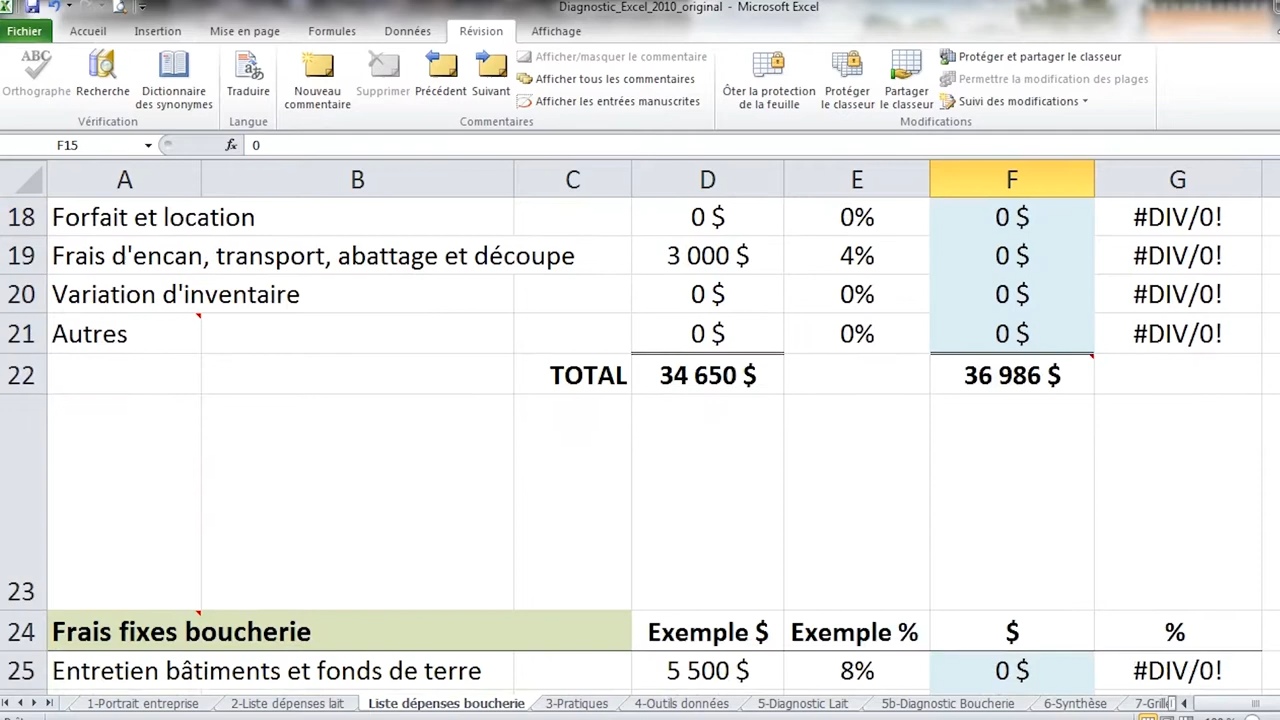 Diagnostic_Excel_2010_original - Microsoft Excel
Fichier Accueil Insertion Mise en page Formules Données Révision Affichage
ABC
Orthographe
Recherche
Dictionnaire
des synonymes
Vérification
Traduire
Langue
Nouveau
commentaire
Supprimer
Précédent
Suivant
Afficher/masquer le commentaire
Afficher tous les commentaires
Afficher les entrées manuscrites
Commentaires
Ôter la protection
de la feuille
Protéger
le classeur
Partager
le classeur
Protéger et partager le classeur
Permettre la modification des plages
Suivi des modifications
Modifications
F15 fx 0
A B C D E F G
18 Forfait et location 0 $ 0% 0 $ #DIV/0!
19 Frais d'encan, transport, abattage et découpe 3 000 $ 4% 0 $ #DIV/0!
20 Variation d'inventaire 0 $ 0% 0 $ #DIV/0!
21 Autres 0 $ 0% 0 $ #DIV/0!
22 TOTAL 34 650 $ 36 986 $
23
24 Frais fixes boucherie Exemple $ Exemple % $ %
25 Entretien bâtiments et fonds de terre 5 500 $ 8% 0 $ #DIV/0!
1-Portrait entreprise 2-Liste dépenses lait Liste dépenses boucherie 3-Pratiques 4-Outils données 5-Diagnostic Lait 5b-Diagnostic Boucherie 6-Synthèse 7-Grille